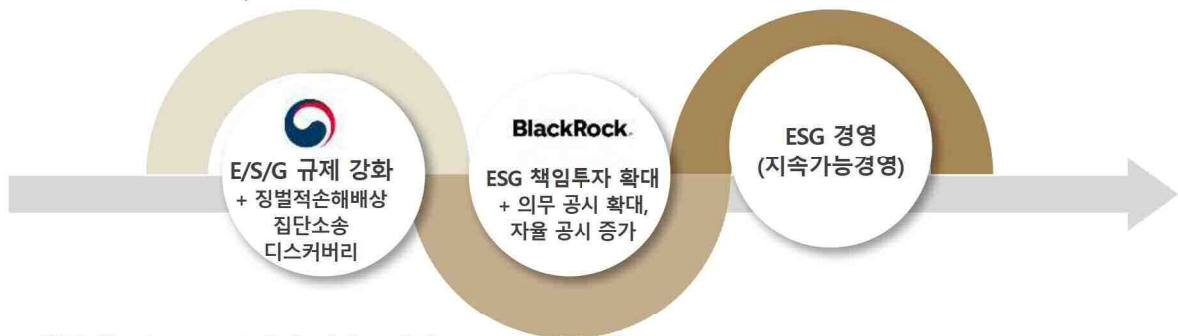 E/S/G 규제 강화
+ 징벌적손해배상
집단소송
디스커버리
BlackRock.
ESG 책임투자 확대
+ 의무 공시 확대,
자율 공시 증가
ESG 경영
(지속가능경영)